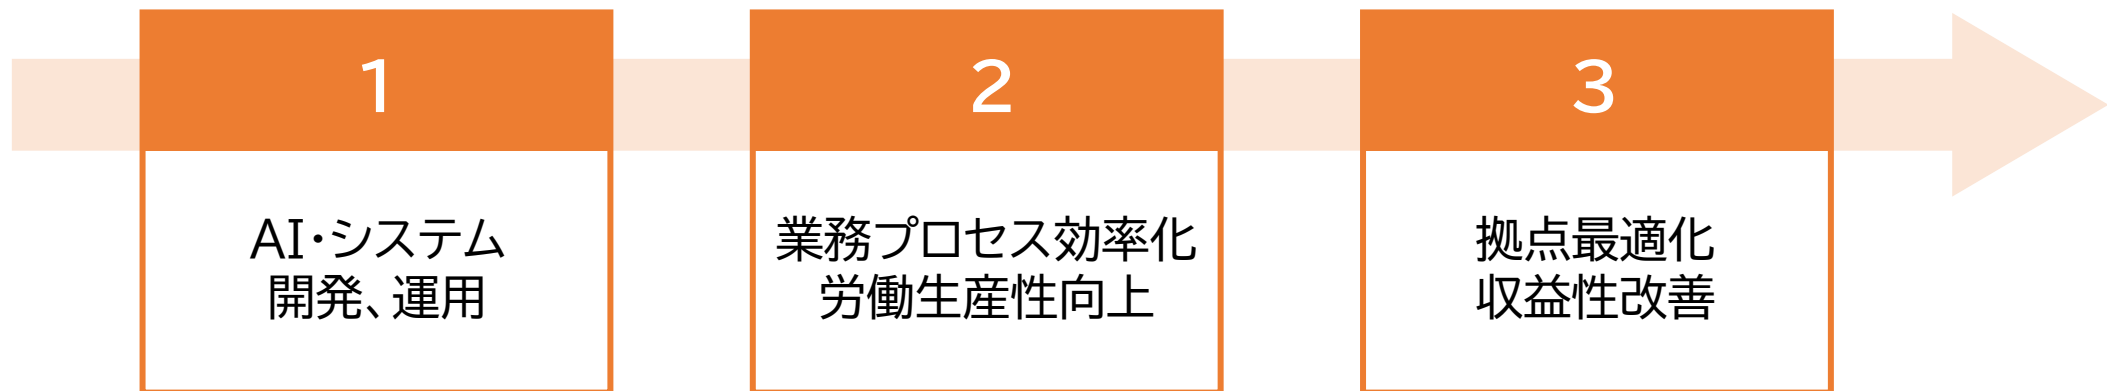 1
AI・システム
開発、運用
2
業務プロセス効率化
労働生産性向上
3
拠点最適化
収益性改善